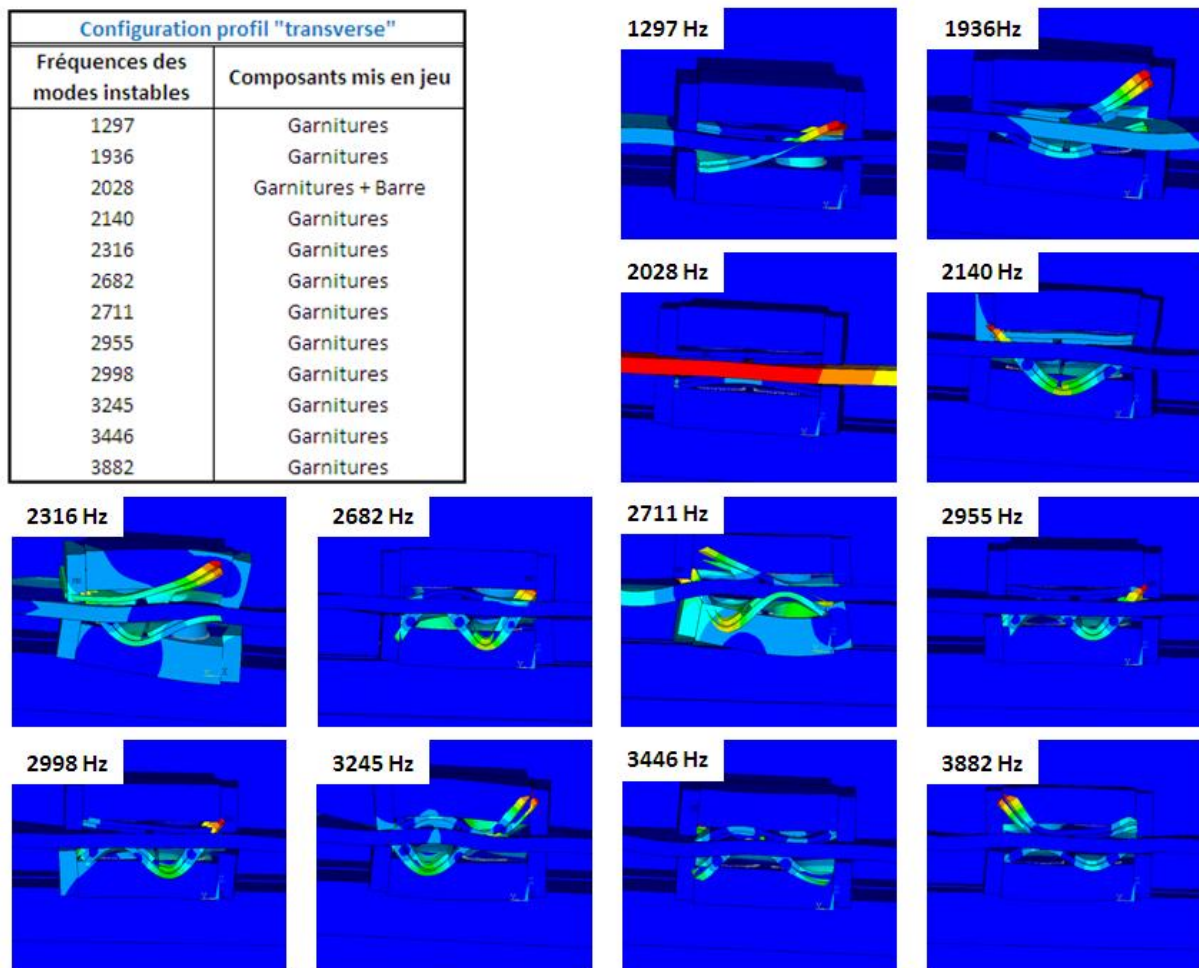 Configuration profil "transverse"
Fréquences des modes instables
Composants mis en jeu
1297 Garnitures
1936 Garnitures
2028 Garnitures + Barre
2140 Garnitures
2316 Garnitures
2682 Garnitures
2711 Garnitures
2955 Garnitures
2998 Garnitures
3245 Garnitures
3446 Garnitures
3882 Garnitures
1297 Hz
1936Hz
2028 Hz
2140 Hz
2316 Hz
2682 Hz
2711 Hz
2955 Hz
2998 Hz
3245 Hz
3446 Hz
3882 Hz